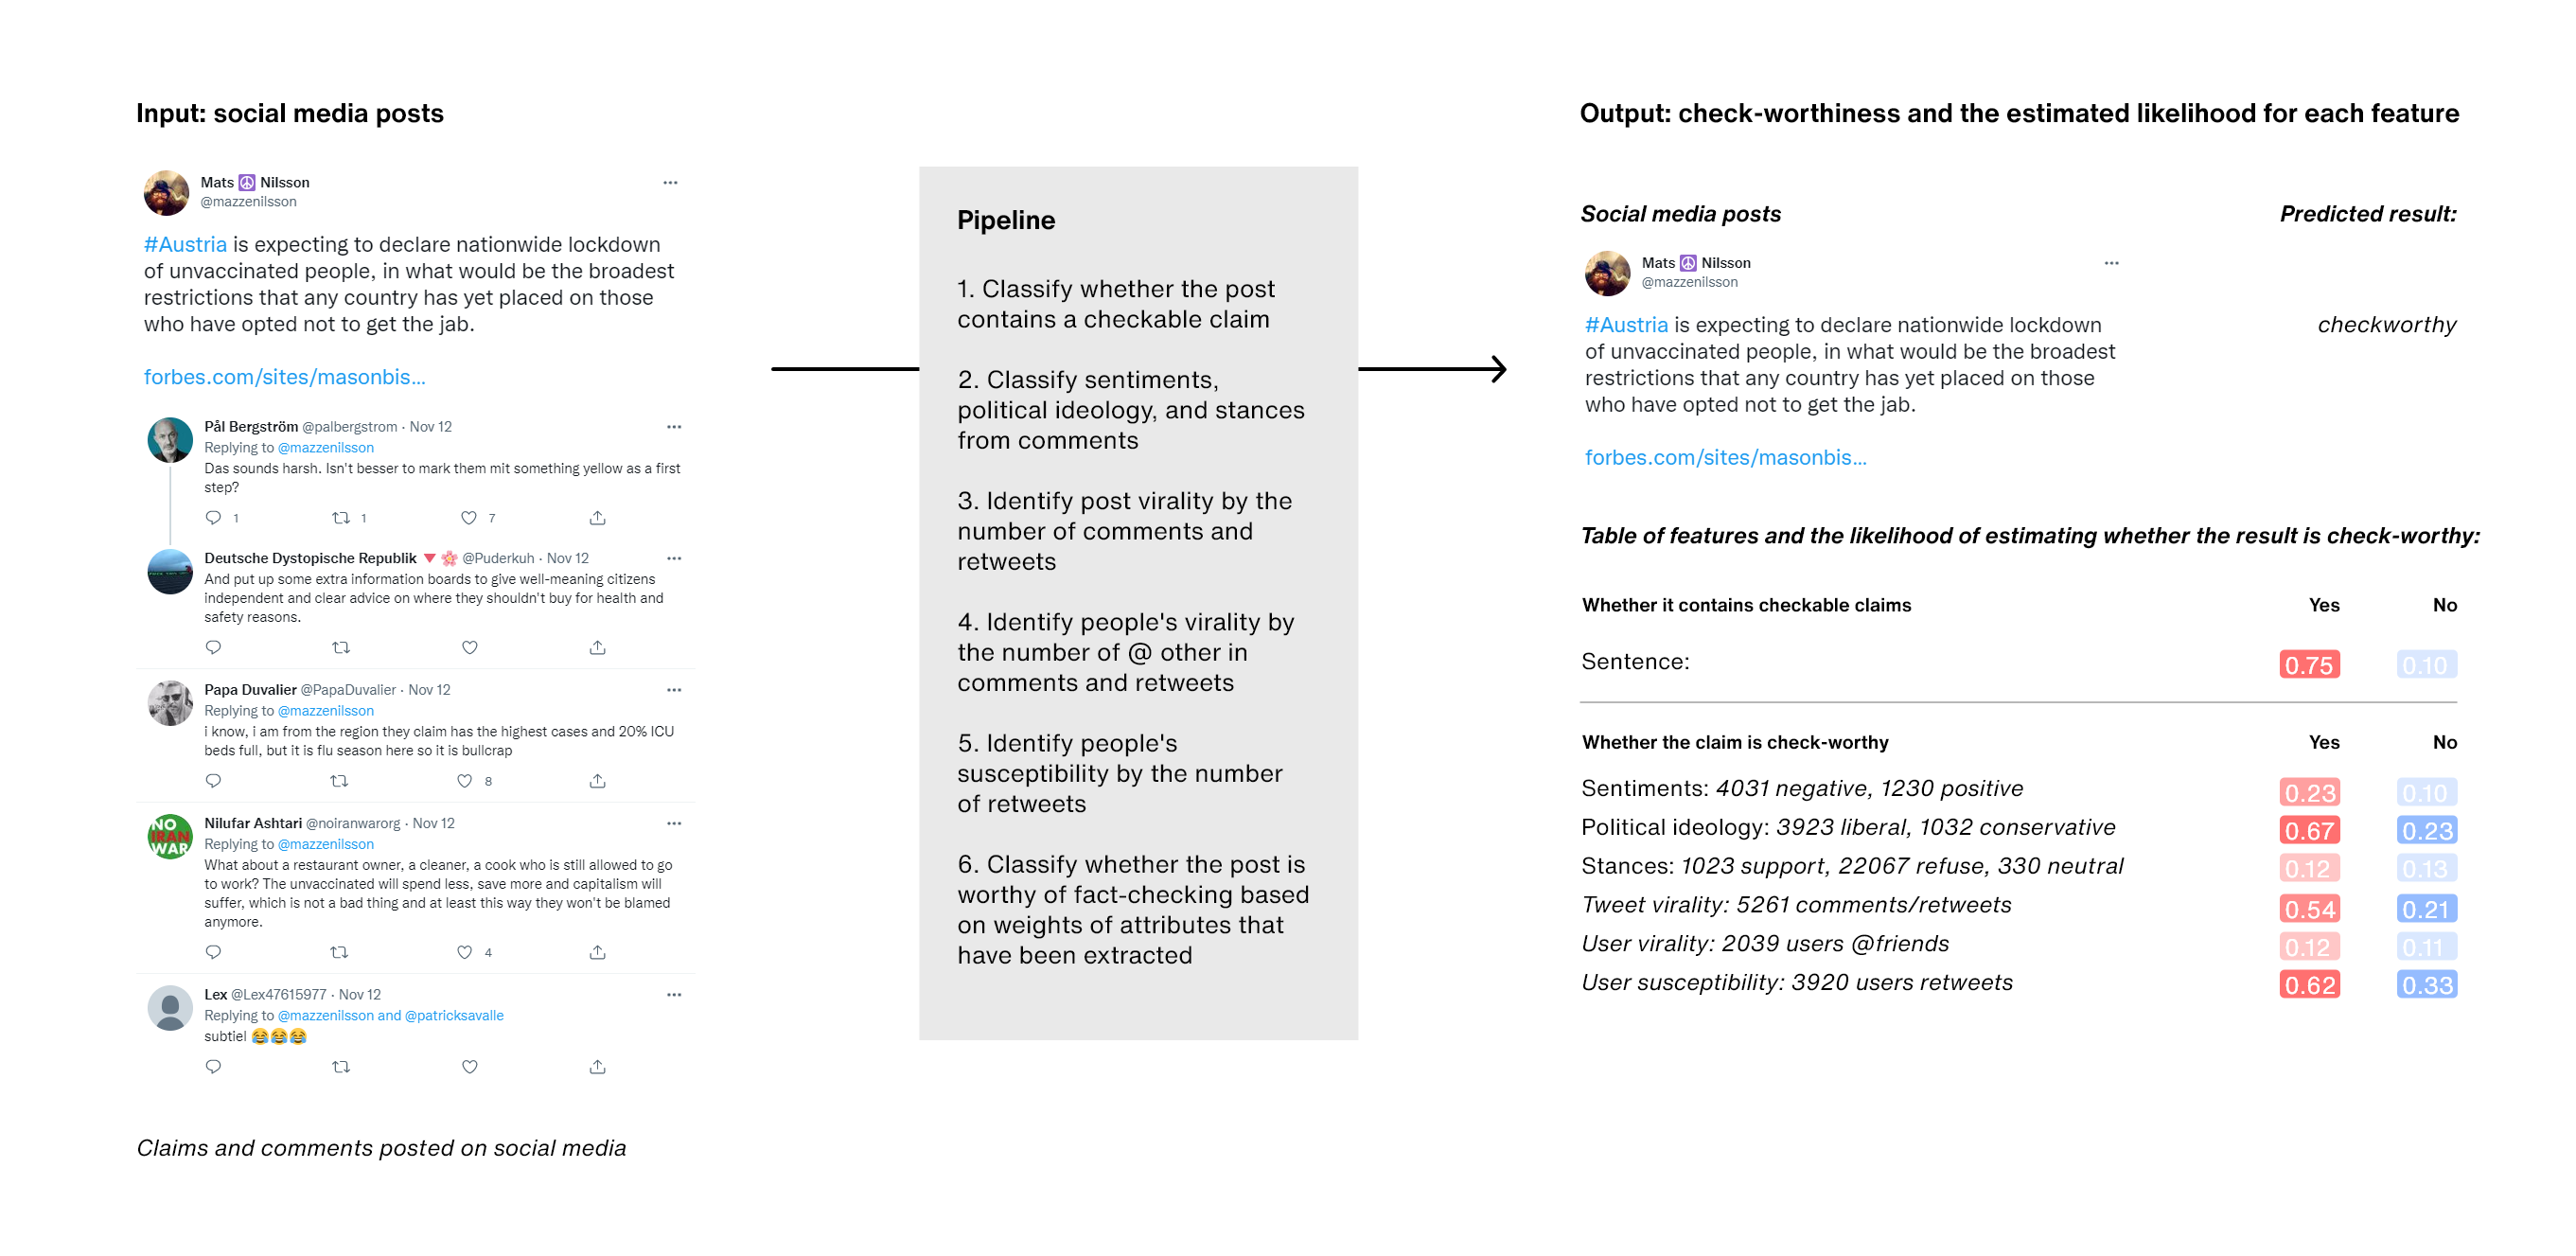 Input: social media posts
Mats ☮ Nilsson
@mazzenilsson
#Austria is expecting to declare nationwide lockdown
of unvaccinated people, in what would be the broadest
restrictions that any country has yet placed on those
who have opted not to get the jab.
forbes.com/sites/masonbis...
Pål Bergström @palbergstrom · Nov 12
Replying to @mazzenilsson
Das sounds harsh. Isn't besser to mark them mit something yellow as a first
step?
1 1 7
Deutsche Dystopische Republik 🔻🌸 @Puderkuh · Nov 12
And put up some extra information boards to give well-meaning citizens
independent and clear advice on where they shouldn't buy for health and
safety reasons.
Papa Duvalier @PapaDuvalier · Nov 12
Replying to @mazzenilsson
i know, i am from the region they claim has the highest cases and 20% ICU
beds full, but it is flu season here so it is bullcrap
8
NO
IRAN
WAR
Nilufar Ashtari @noiranwarorg · Nov 12
Replying to @mazzenilsson
What about a restaurant owner, a cleaner, a cook who is still allowed to go
to work? The unvaccinated will spend less, save more and capitalism will
suffer, which is not a bad thing and at least this way they won't be blamed
anymore.
4
Lex @Lex47615977 · Nov 12
Replying to @mazzenilsson and @patricksavalle
subtiel 😂😂😂
Claims and comments posted on social media
Pipeline
1. Classify whether the post
contains a checkable claim
2. Classify sentiments,
political ideology, and stances
from comments
3. Identify post virality by the
number of comments and
retweets
4. Identify people's virality by
the number of @ other in
comments and retweets
5. Identify people's
susceptibility by the number
of retweets
6. Classify whether the post is
worthy of fact-checking based
on weights of attributes that
have been extracted
Output: check-worthiness and the estimated likelihood for each feature
Social media posts Predicted result:
Mats ☮ Nilsson
@mazzenilsson
#Austria is expecting to declare nationwide lockdown
of unvaccinated people, in what would be the broadest
restrictions that any country has yet placed on those
who have opted not to get the jab.
forbes.com/sites/masonbis...
checkworthy
Table of features and the likelihood of estimating whether the result is check-worthy:
Whether it contains checkable claims Yes No
Sentence: 0.75 0.10
Whether the claim is check-worthy Yes No
Sentiments: 4031 negative, 1230 positive 0.23 0.10
Political ideology: 3923 liberal, 1032 conservative 0.67 0.23
Stances: 1023 support, 22067 refuse, 330 neutral 0.12 0.13
Tweet virality: 5261 comments/retweets 0.54 0.21
User virality: 2039 users @friends 0.12 0.11
User susceptibility: 3920 users retweets 0.62 0.33